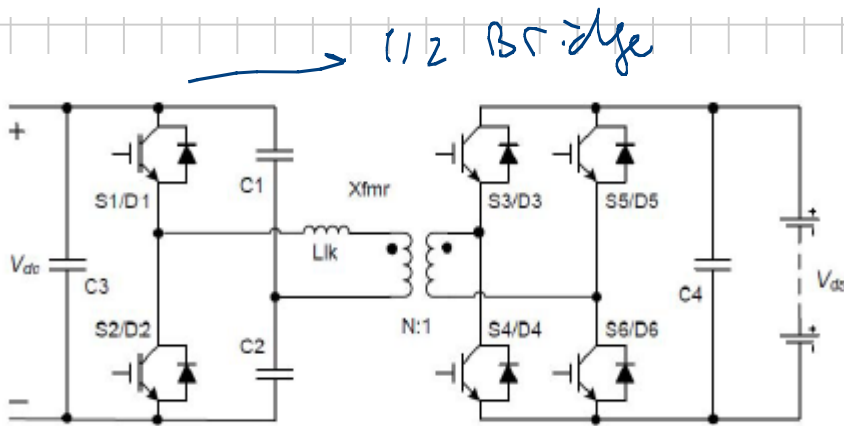 1/2 Bridge
+
S1/D1
C1
Xfmr
S3/D3
S5/D5
Vdc
C3
Llk
C4
S2/D2
C2
N:1
S4/D4
S6/D6
−
+
+